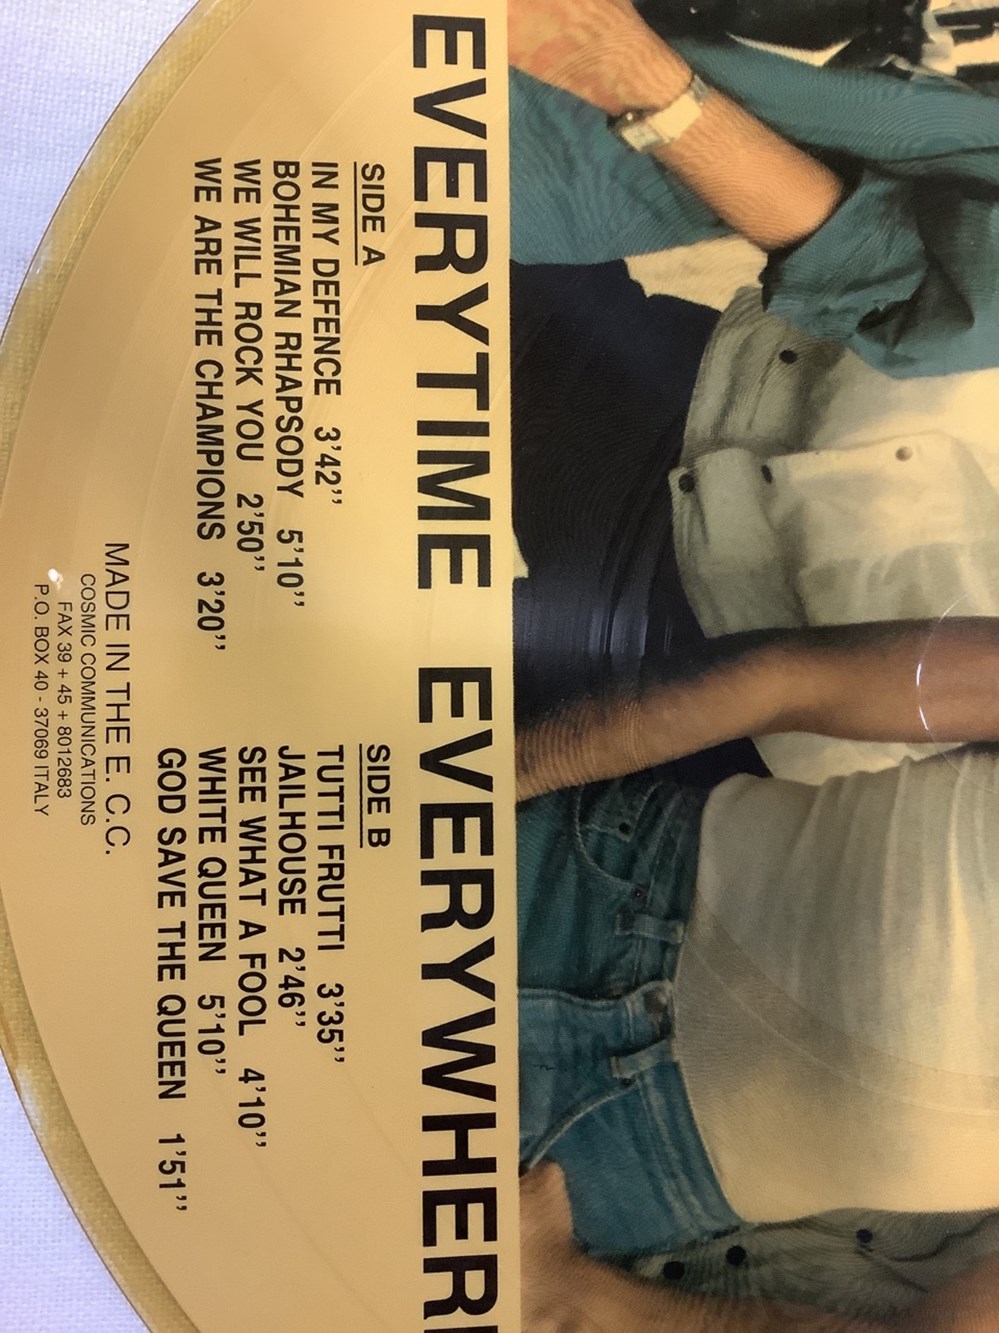 EVERYTIME EVERYWHER
SIDE A
IN MY DEFENCE 3'42''
BOHEMIAN RHAPSODY 5'10''
WE WILL ROCK YOU 2'50''
WE ARE THE CHAMPIONS 3'20''
SIDE B
TUTTI FRUTTI 3'35''
JAILHOUSE 2'46''
SEE WHAT A FOOL 4'10''
WHITE QUEEN 5'10''
GOD SAVE THE QUEEN 1'51''
MADE IN THE E. C.C.
COSMIC COMMUNICATIONS
FAX 39 + 45 + 8012683
P.O. BOX 40 - 37069 ITALY